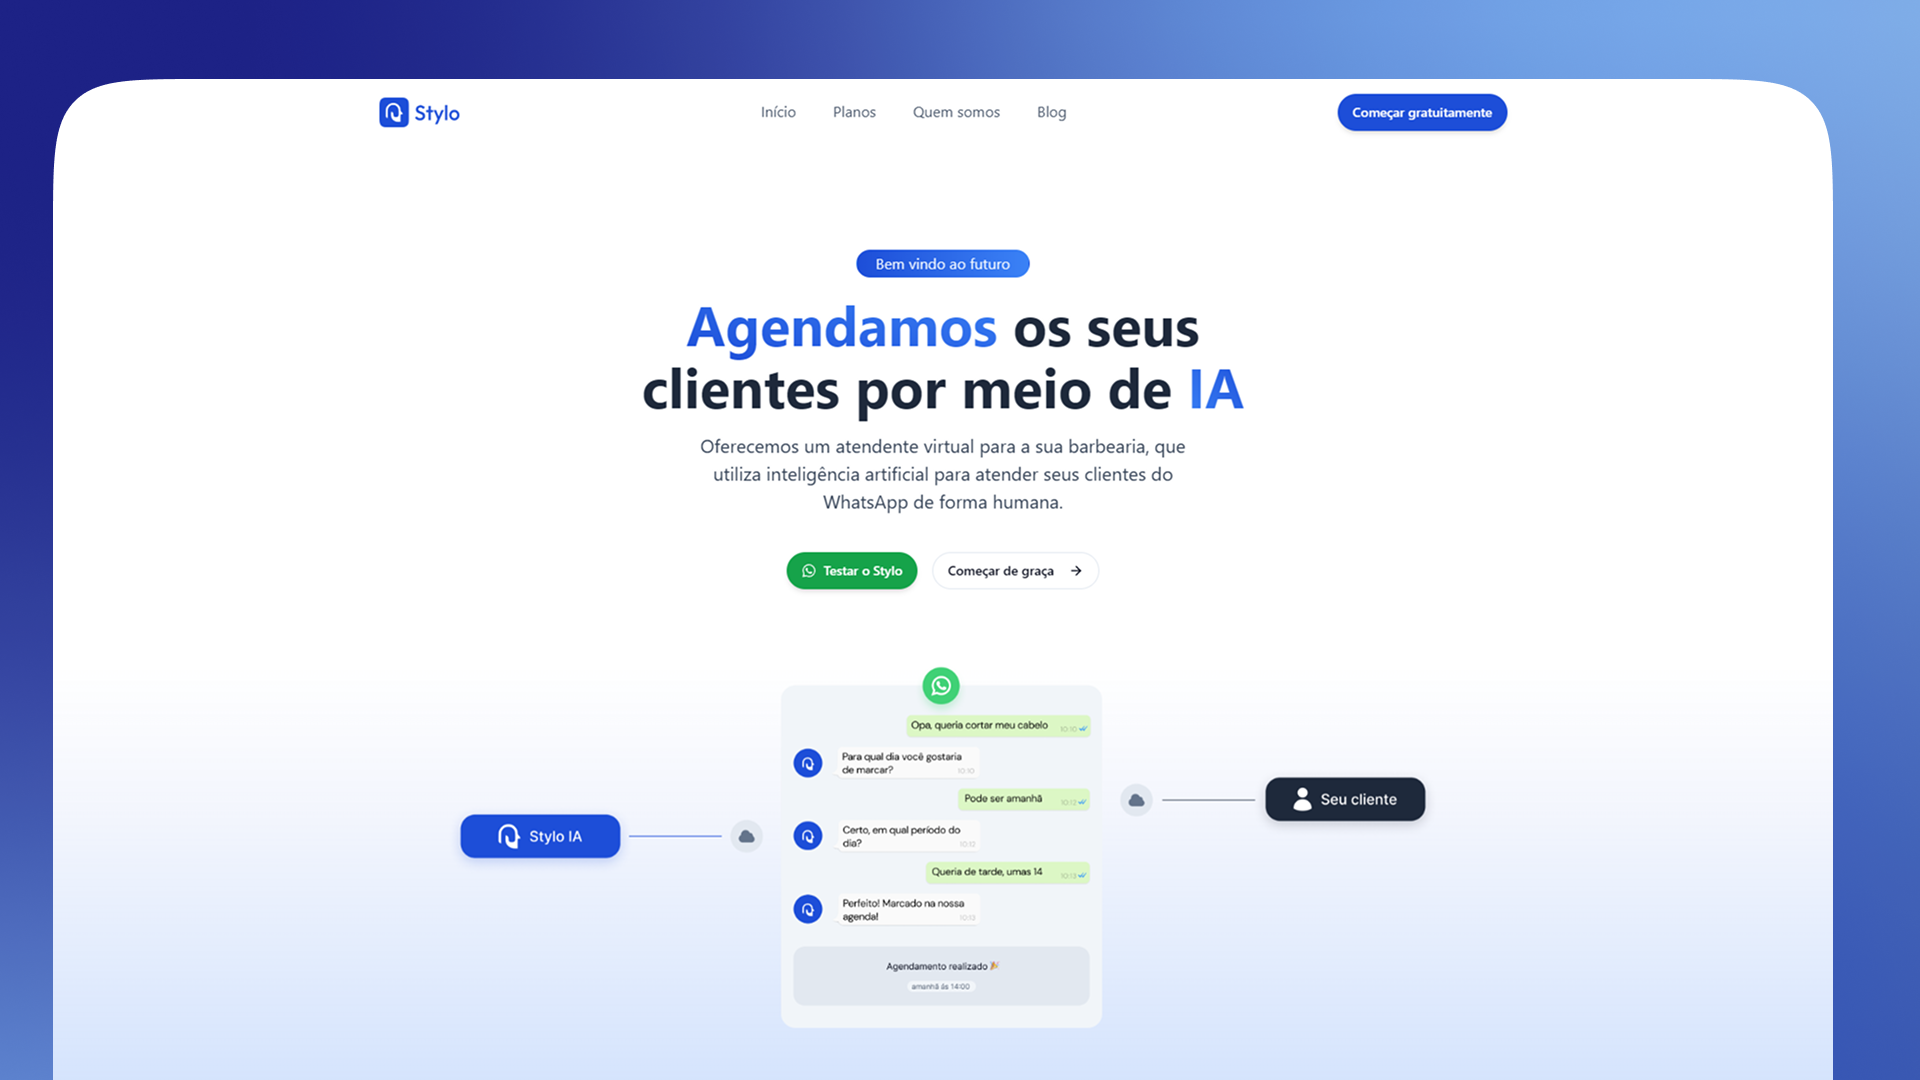 Stylo
Início
Planos
Quem somos
Blog
Começar gratuitamente
Bem vindo ao futuro
Agendamos os seus
clientes por meio de IA
Oferecemos um atendente virtual para a sua barbearia, que
utiliza inteligência artificial para atender seus clientes do
WhatsApp de forma humana.
Testar o Stylo
Começar de graça
Opa, queria cortar meu cabelo
10:10
Para qual dia você gostaria
de marcar?
10:10
Pode ser amanhã
10:12
Certo, em qual período do
dia?
10:12
Queria de tarde, umas 14
10:13
Perfeito! Marcado na nossa
agenda!
10:13
Agendamento realizado 🎉
amanhã ás 14:00
Stylo IA
Seu cliente